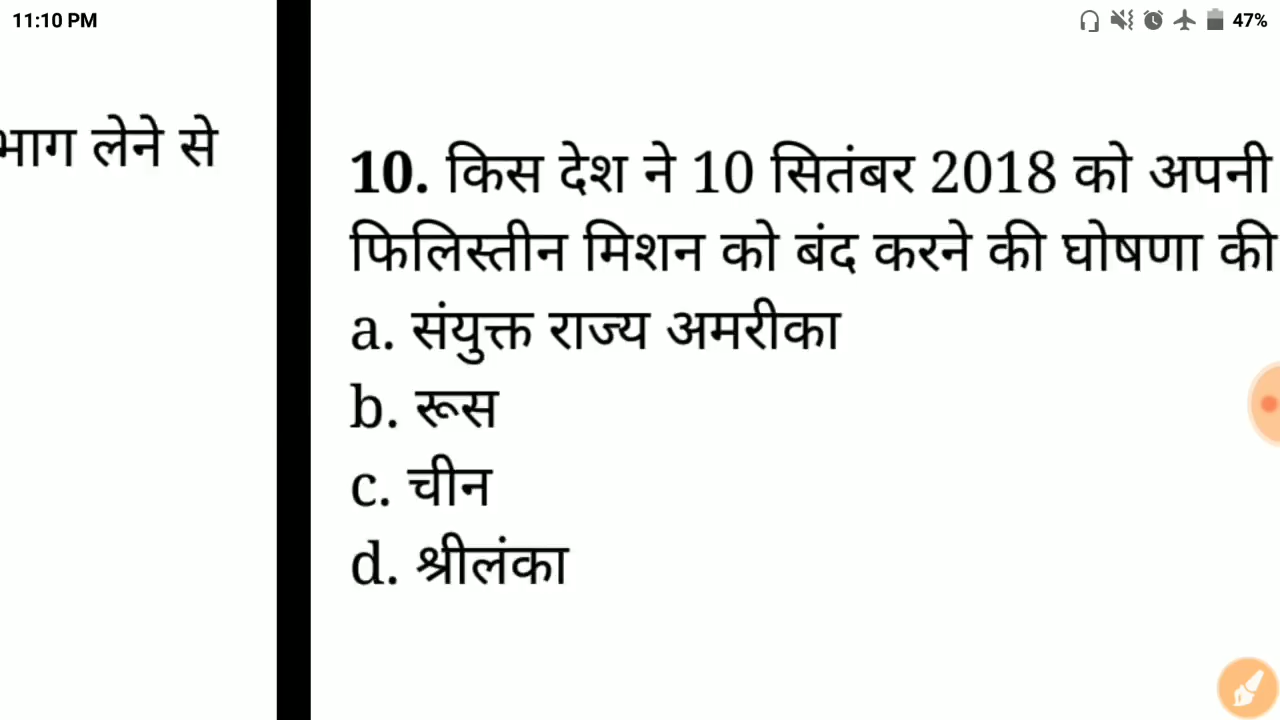 11:10 PM
47%
भाग लेने से
10. किस देश ने 10 सितंबर 2018 को अपनी
फिलिस्तीन मिशन को बंद करने की घोषणा की
a. संयुक्त राज्य अमरीका
b. रूस
c. चीन
d. श्रीलंका